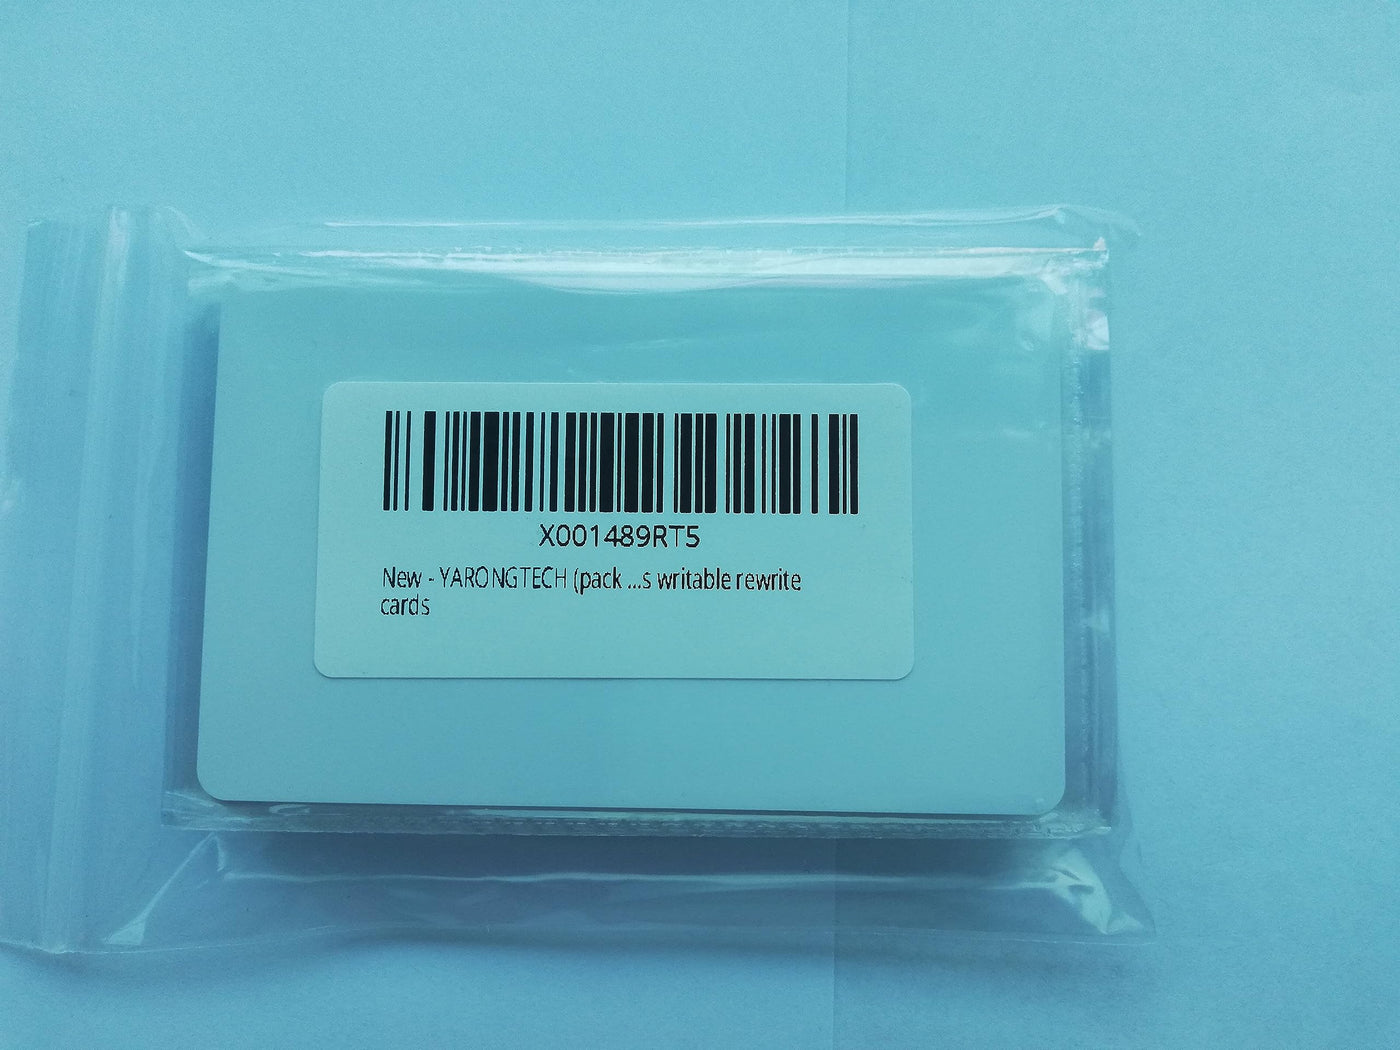 X001489RT5
New - YARONGTECH (pack ...s writable rewrite
cards